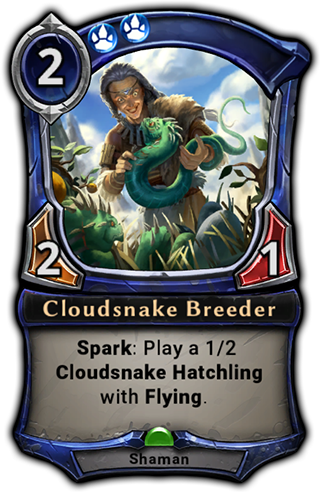 2
2
1
Cloudsnake Breeder
Spark: Play a 1/2
Cloudsnake Hatchling
with Flying.
Shaman